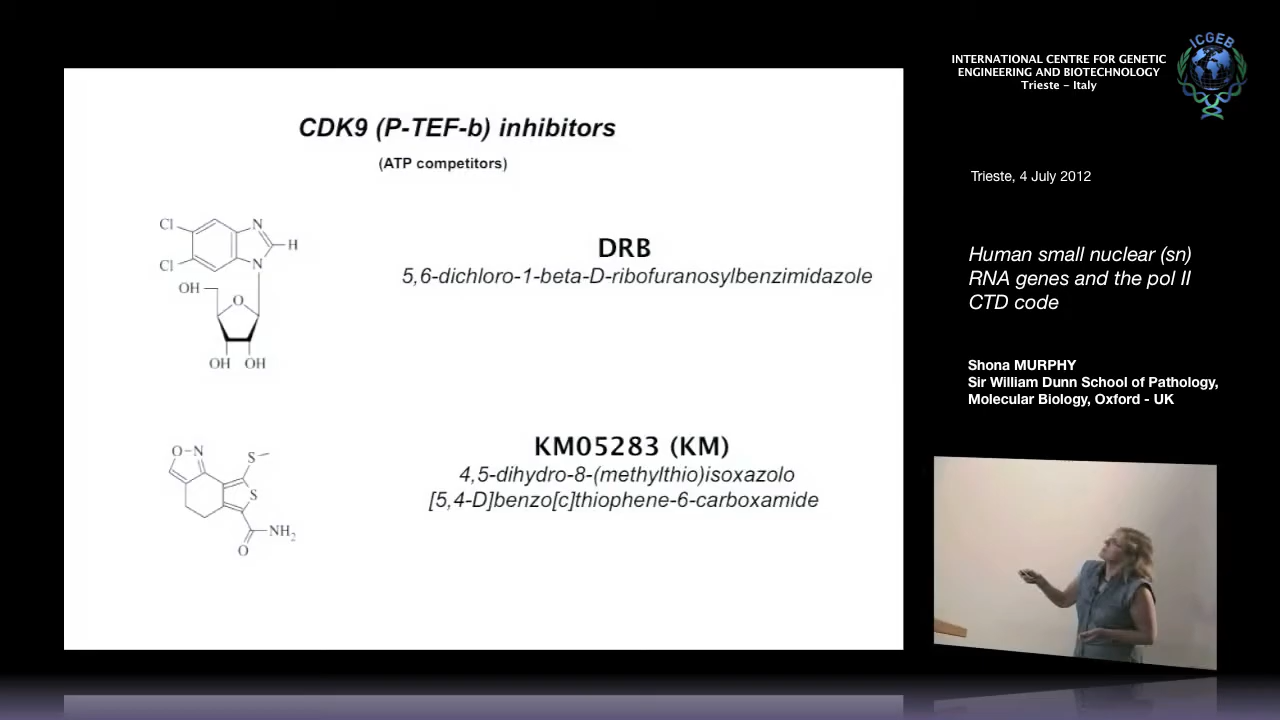 CDK9 (P-TEF-b) inhibitors
(ATP competitors)
Cl
N
H
Cl
N
OH
O
OH
OH
DRB
5,6-dichloro-1-beta-D-ribofuranosylbenzimidazole
O
N
S
S
NH2
O
KM05283 (KM)
4,5-dihydro-8-(methylthio)isoxazolo
[5,4-D]benzo[c]thiophene-6-carboxamide
INTERNATIONAL CENTRE FOR GENETIC
ENGINEERING AND BIOTECHNOLOGY
Trieste - Italy
ICGEB
Trieste, 4 July 2012
Human small nuclear (sn)
RNA genes and the pol II
CTD code
Shona MURPHY
Sir William Dunn School of Pathology,
Molecular Biology, Oxford - UK